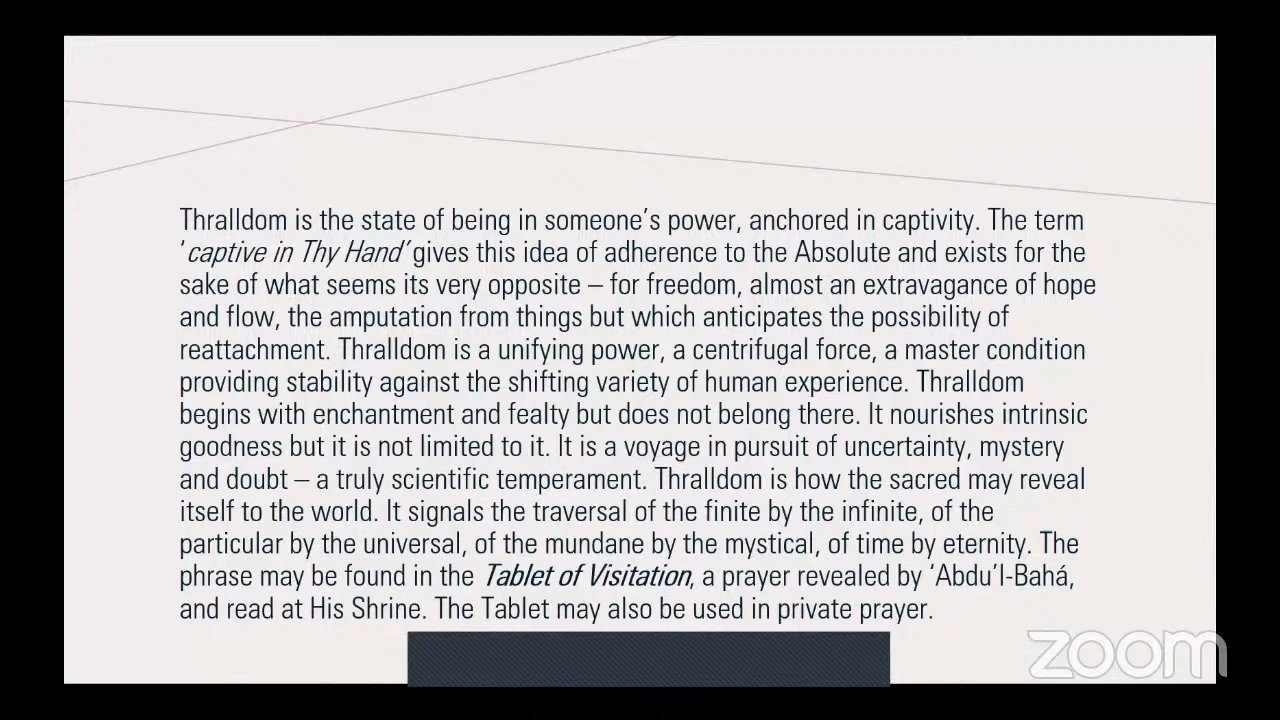 Thralldom is the state of being in someone's power, anchored in captivity. The term
'captive in Thy Hand' gives this idea of adherence to the Absolute and exists for the
sake of what seems its very opposite – for freedom, almost an extravagance of hope
and flow, the amputation from things but which anticipates the possibility of
reattachment. Thralldom is a unifying power, a centrifugal force, a master condition
providing stability against the shifting variety of human experience. Thralldom
begins with enchantment and fealty but does not belong there. It nourishes intrinsic
goodness but it is not limited to it. It is a voyage in pursuit of uncertainty, mystery
and doubt – a truly scientific temperament. Thralldom is how the sacred may reveal
itself to the world. It signals the traversal of the finite by the infinite, of the
particular by the universal, of the mundane by the mystical, of time by eternity. The
phrase may be found in the Tablet of Visitation, a prayer revealed by 'Abdu'l-Bahá,
and read at His Shrine. The Tablet may also be used in private prayer.
zoom